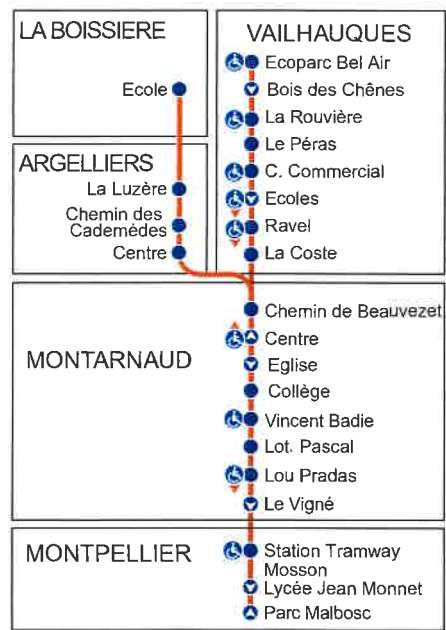 LA BOISSIERE
Ecole
ARGELLIERS
La Luzère
Chemin des
Cademédes
Centre
VAILHAUQUES
Ecoparc Bel Air
Bois des Chênes
La Rouvière
Le Péras
C. Commercial
Ecoles
Ravel
La Coste
MONTARNAUD
Chemin de Beauvezet
Centre
Eglise
Collège
Vincent Badie
Lot. Pascal
Lou Pradas
Le Vigné
MONTPELLIER
Station Tramway
Mosson
Lycée Jean Monnet
Parc Malbosc